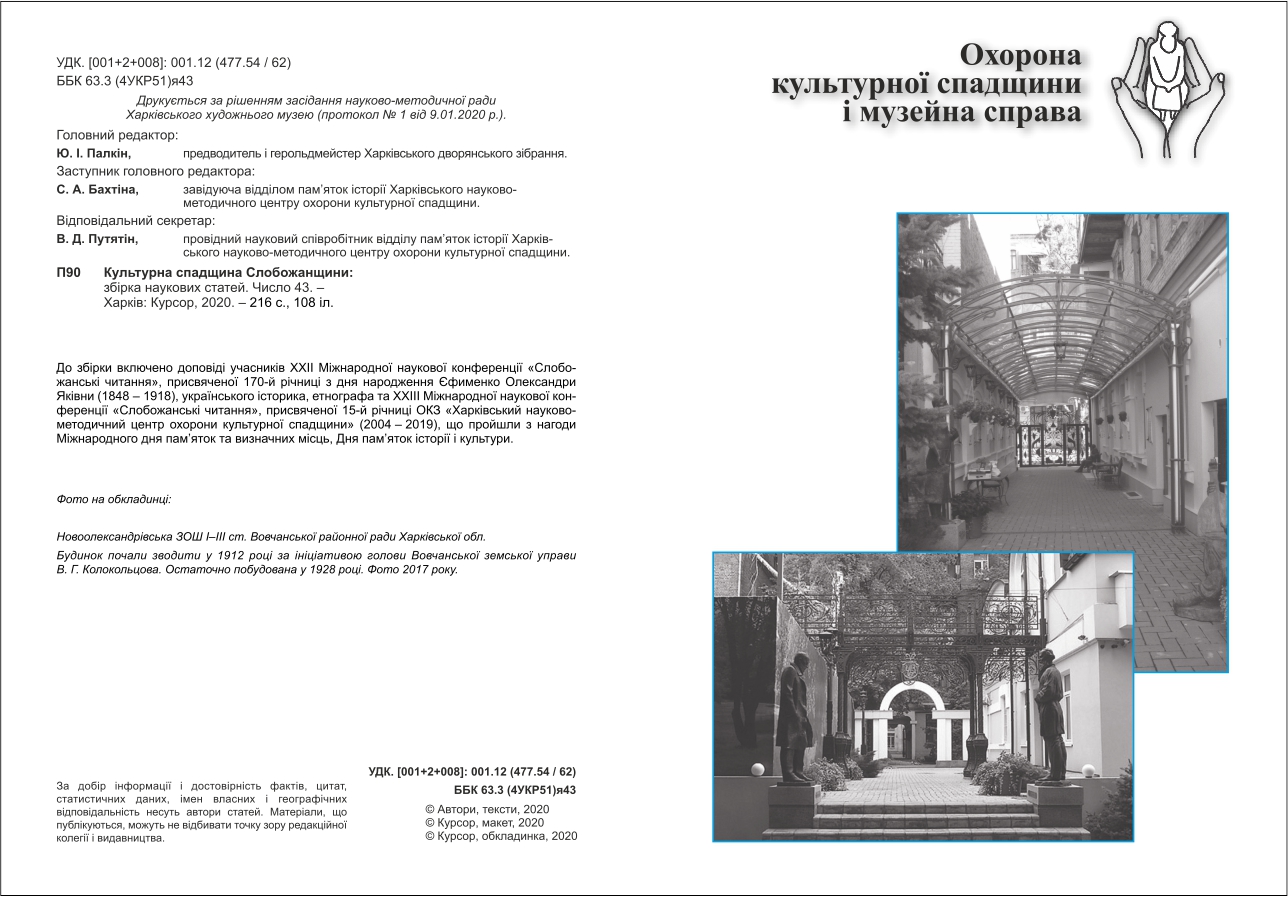 УДК. [001+2+008]: 001.12 (477.54 / 62)
ББК 63.3 (4УКР51)я43
Друкується за рішенням засідання науково-методичної ради
Харківського художнього музею (протокол № 1 від 9.01.2020 р.).
Головний редактор:
Ю. І. Палкін, предводитель і герольдмейстер Харківського дворянського зібрання.
Заступник головного редактора:
С. А. Бахтіна, завідуюча відділом пам’яток історії Харківського науково-
методичного центру охорони культурної спадщини.
Відповідальний секретар:
В. Д. Путятін, провідний науковий співробітник відділу пам’яток історії Харків-
ського науково-методичного центру охорони культурної спадщини.
П90 Культурна спадщина Слобожанщини:
збірка наукових статей. Число 43. –
Харків: Курсор, 2020. – 216 с., 108 іл.
До збірки включено доповіді учасників XXII Міжнародної наукової конференції «Слобо-
жанські читання», присвяченої 170-й річниці з дня народження Єфименко Олександри
Яківни (1848 – 1918), українського історика, етнографа та XXIII Міжнародної наукової кон-
ференції «Слобожанські читання», присвяченої 15-й річниці ОКЗ «Харківський науково-
методичний центр охорони культурної спадщини» (2004 – 2019), що пройшли з нагоди
Міжнародного дня пам’яток та визначних місць, Дня пам’яток історії і культури.
Фото на обкладинці:
Новоолександрівська ЗОШ І–ІІІ ст. Вовчанської районної ради Харківської обл.
Будинок почали зводити у 1912 році за ініціативою голови Вовчанської земської управи
В. Г. Колокольцова. Остаточно побудована у 1928 році. Фото 2017 року.
За добір інформації і достовірність фактів, цитат,
статистичних даних, імен власних і географічних
відповідальність несуть автори статей. Матеріали, що
публікуються, можуть не відбивати точку зору редакційної
колегії і видавництва.
УДК. [001+2+008]: 001.12 (477.54 / 62)
ББК 63.3 (4УКР51)я43
© Автори, тексти, 2020
© Курсор, макет, 2020
© Курсор, обкладинка, 2020
Охорона
культурної спадщини
і музейна справа